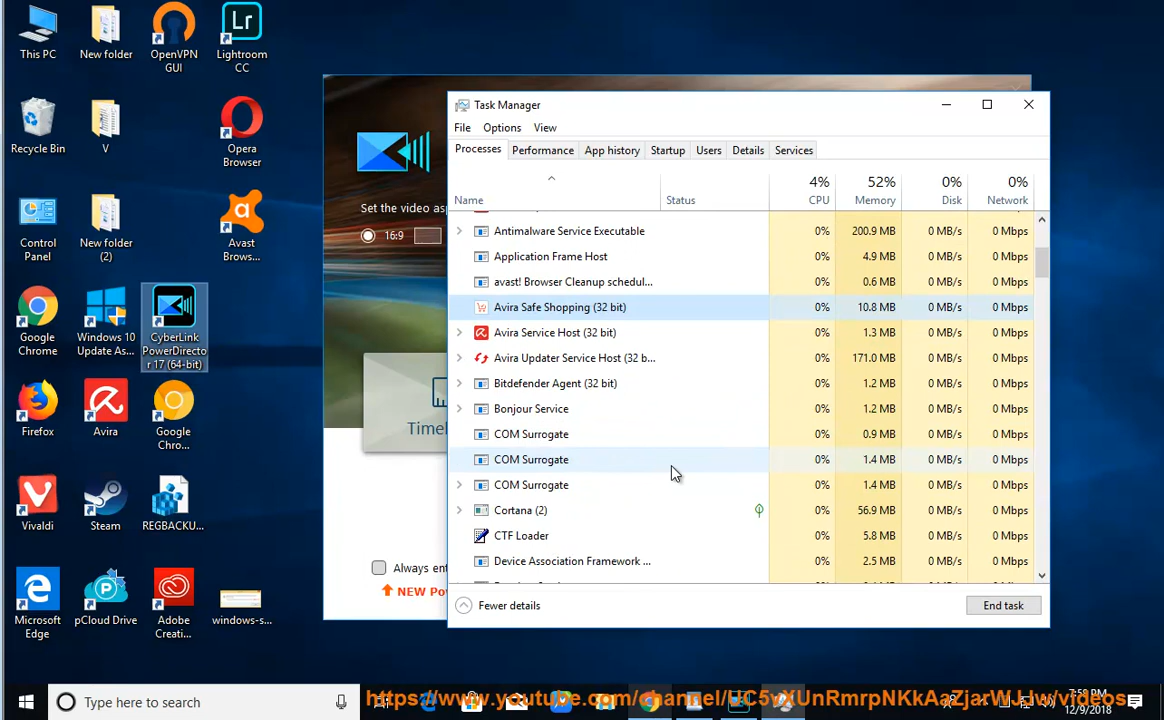 This PC
New folder
OpenVPN
GUI
Lr
Lightroom
CC
Recycle Bin
V
Opera
Browser
Control
Panel
New folder
(2)
Avast
Brows...
Google
Chrome
Windows 10
Update As...
CyberLink
PowerDirecto
r 17 (64-bit)
Firefox
Avira
Google
Chro...
Vivaldi
Steam
REGBACKU...
Microsoft
Edge
pCloud Drive
Adobe
Creati...
windows-s...
Set the video asp
16:9
Timel
Always ent
NEW Po
Task Manager
File Options View
Processes Performance App history Startup Users Details Services
4% 52% 0% 0%
Name Status CPU Memory Disk Network
Antimalware Service Executable 0% 200.9 MB 0 MB/s 0 Mbps
Application Frame Host 0% 4.9 MB 0 MB/s 0 Mbps
avast! Browser Cleanup schedul... 0% 0.6 MB 0 MB/s 0 Mbps
Avira Safe Shopping (32 bit) 0% 10.8 MB 0 MB/s 0 Mbps
Avira Service Host (32 bit) 0% 1.3 MB 0 MB/s 0 Mbps
Avira Updater Service Host (32 b... 0% 171.0 MB 0 MB/s 0 Mbps
Bitdefender Agent (32 bit) 0% 1.2 MB 0 MB/s 0 Mbps
Bonjour Service 0% 1.2 MB 0 MB/s 0 Mbps
COM Surrogate 0% 0.9 MB 0 MB/s 0 Mbps
COM Surrogate 0% 1.4 MB 0 MB/s 0 Mbps
COM Surrogate 0% 1.4 MB 0 MB/s 0 Mbps
Cortana (2) 0% 56.9 MB 0 MB/s 0 Mbps
CTF Loader 0% 5.8 MB 0 MB/s 0 Mbps
Device Association Framework ... 0% 2.5 MB 0 MB/s 0 Mbps
Fewer details
End task
Type here to search
7:59 PM
12/9/2018